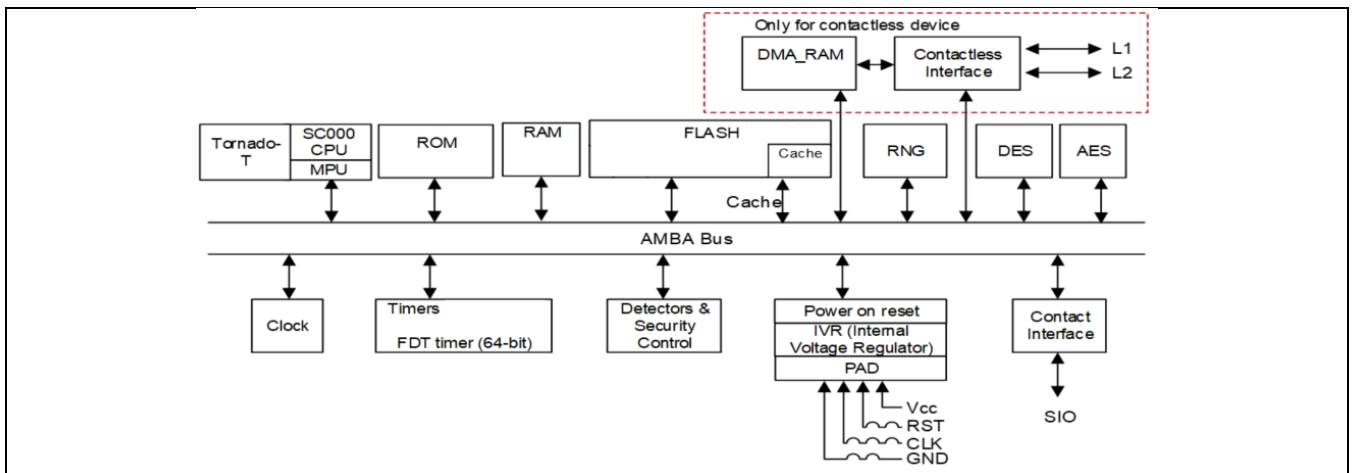 Only for contactless device
DMA_RAM
Contactless
Interface
L1
L2
Tornado-
T
SC000
CPU
MPU
ROM
RAM
FLASH
Cache
RNG
DES
AES
Cache
AMBA Bus
Clock
Timers
FDT timer (64-bit)
Detectors &
Security
Control
Power on reset
IVR (Internal
Voltage Regulator)
PAD
Contact
Interface
Vcc
RST
CLK
GND
SIO